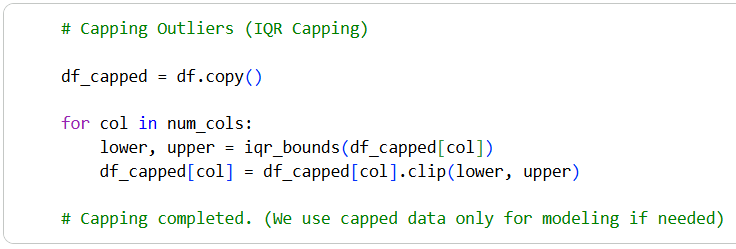 # Capping Outliers (IQR Capping)
df_capped = df.copy()
for col in num_cols:
    lower, upper = iqr_bounds(df_capped[col])
    df_capped[col] = df_capped[col].clip(lower, upper)
# Capping completed. (We use capped data only for modeling if needed)